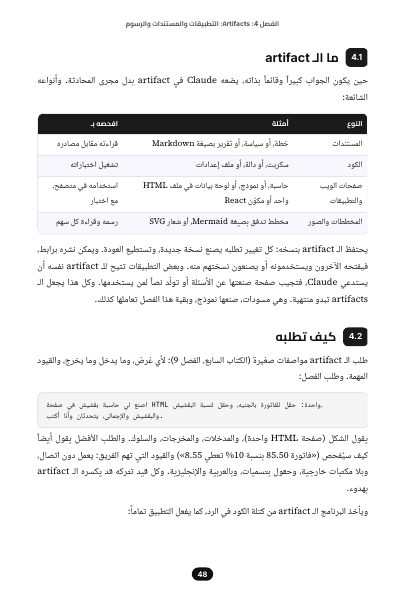 الفصل 4: Artifacts: التطبيقات والمستندات والرسوم
4.1 ما الـ artifact
حين يكون الجواب كبيراً وقائماً بذاته، يضعه Claude في artifact بدل مجرى المحادثة. وأنواعه
الشائعة:
النوع أمثلة افحصه بـ
المستندات خطة، أو سياسة، أو تقرير بصيغة Markdown قراءته مقابل مصادره
الكود سكربت، أو دالة، أو ملف إعدادات تشغيل اختباراته
صفحات الويب حاسبة، أو نموذج، أو لوحة بيانات في ملف HTML استخدامه في متصفح،
والتطبيقات واحد أو مكوّن React مع اختبار
المخططات والصور مخطط تدفق بصيغة Mermaid، أو شعار SVG رسمه وقراءة كل سهم
يحتفظ الـ artifact بنسخه: كل تغيير تطلبه يصنع نسخة جديدة، وتستطيع العودة. ويمكن نشره برابط،
فيفتحه الآخرون ويستخدمونه أو يصنعون نسختهم منه. وبعض التطبيقات تتيح للـ artifact نفسه أن
يستدعي Claude، فتجيب صفحة صنعتها عن الأسئلة أو تولّد نصاً لمن يستخدمها. وكل هذا يجعل الـ
artifacts تبدو منتهية. وهي مسودات، صنعها نموذج، وبقية هذا الفصل تعاملها كذلك.
4.2 كيف تطلبه
طلب الـ artifact مواصفات صغيرة (الكتاب السابع، الفصل 9): لأي غرض، وما يدخل وما يخرج، والقيود
المهمة. وطلب الفصل:
اصنع لي حاسبة بقشيش في صفحة HTML واحدة: حقل للفاتورة بالجنيه، وحقل نسبة البقشيش،
والبقشيش والإجمالي، يتحدثان وأنا أكتب.
يقول الشكل (صفحة HTML واحدة)، والمدخلات، والمخرجات، والسلوك. والطلب الأفضل يقول أيضاً
كيف سيُفحص («فاتورة 85.50 بنسبة 10% تعطي 8.55») والقيود التي تهم الفريق: يعمل دون اتصال،
وبلا مكتبات خارجية، وحقول بتسميات، وبالعربية والإنجليزية. وكل قيد تتركه قد يكسره الـ artifact
بهدوء.
ويأخذ البرنامج الـ artifact من كتلة الكود في الرد، كما يفعل التطبيق تماماً:
48